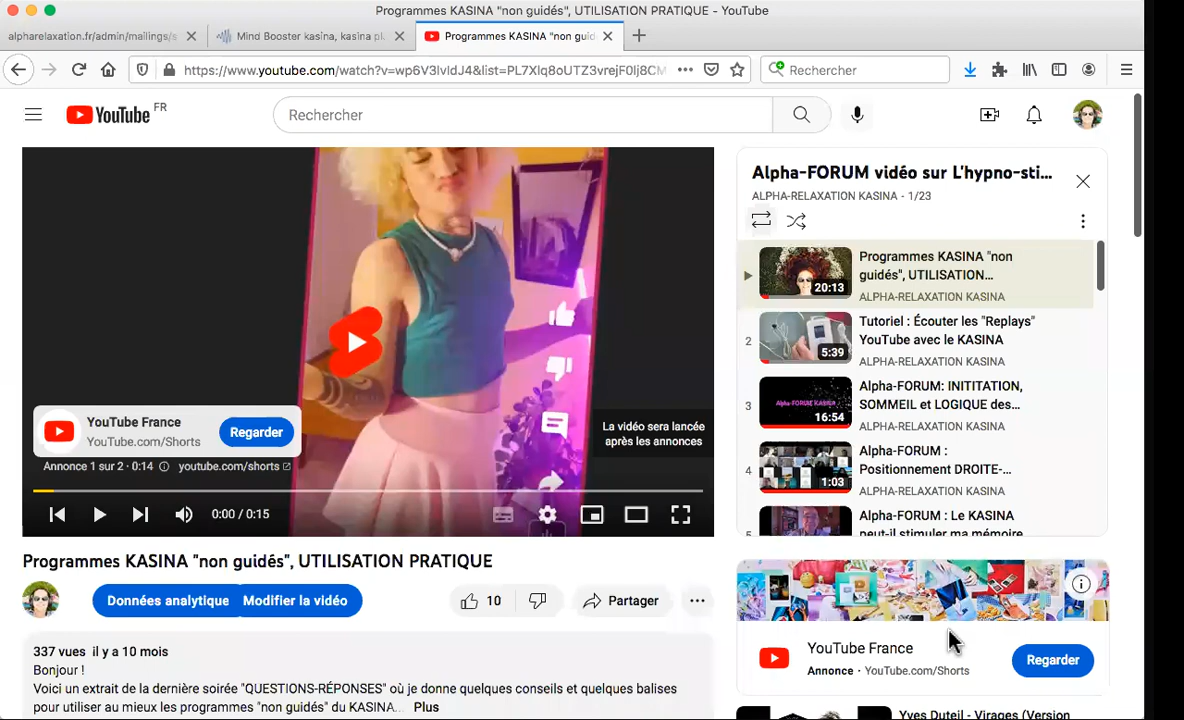 Programmes KASINA "non guidés", UTILISATION PRATIQUE - YouTube
alpharelaxation.fr/admin/mailings/s
Mind Booster kasina, kasina pl
Programmes KASINA "non guid
https://www.youtube.com/watch?v=wp6V3lvldJ4&list=PL7Xlq8oUTZ3vrejF0lj8CM
Rechercher
YouTube FR
Rechercher
YouTube France
YouTube.com/Shorts
Regarder
La vidéo sera lancée
après les annonces
Annonce 1 sur 2 · 0:14 youtube.com/shorts
0:00 / 0:15
Programmes KASINA "non guidés", UTILISATION PRATIQUE
Données analytique
Modifier la vidéo
10
Partager
337 vues il y a 10 mois
Bonjour !
Voici un extrait de la dernière soirée "QUESTIONS-RÉPONSES" où je donne quelques conseils et quelques balises
pour utiliser au mieux les programmes "non guidés" du KASINA... Plus
Alpha-FORUM vidéo sur L'hypno-sti...
ALPHA-RELAXATION KASINA - 1/23
20:13
Programmes KASINA "non
guidés", UTILISATION...
ALPHA-RELAXATION KASINA
2
5:39
Tutoriel : Écouter les "Replays"
YouTube avec le KASINA
ALPHA-RELAXATION KASINA
3
Alpha-FORUM KASINA
16:54
Alpha-FORUM: INITITATION,
SOMMEIL et LOGIQUE des...
ALPHA-RELAXATION KASINA
4
1:03
Alpha-FORUM :
Positionnement DROITE-...
ALPHA-RELAXATION KASINA
Alpha-FORUM : Le KASINA
peut-il stimuler ma mémoire
YouTube France
Annonce · YouTube.com/Shorts
Regarder
Yves Duteil - Virages (Version